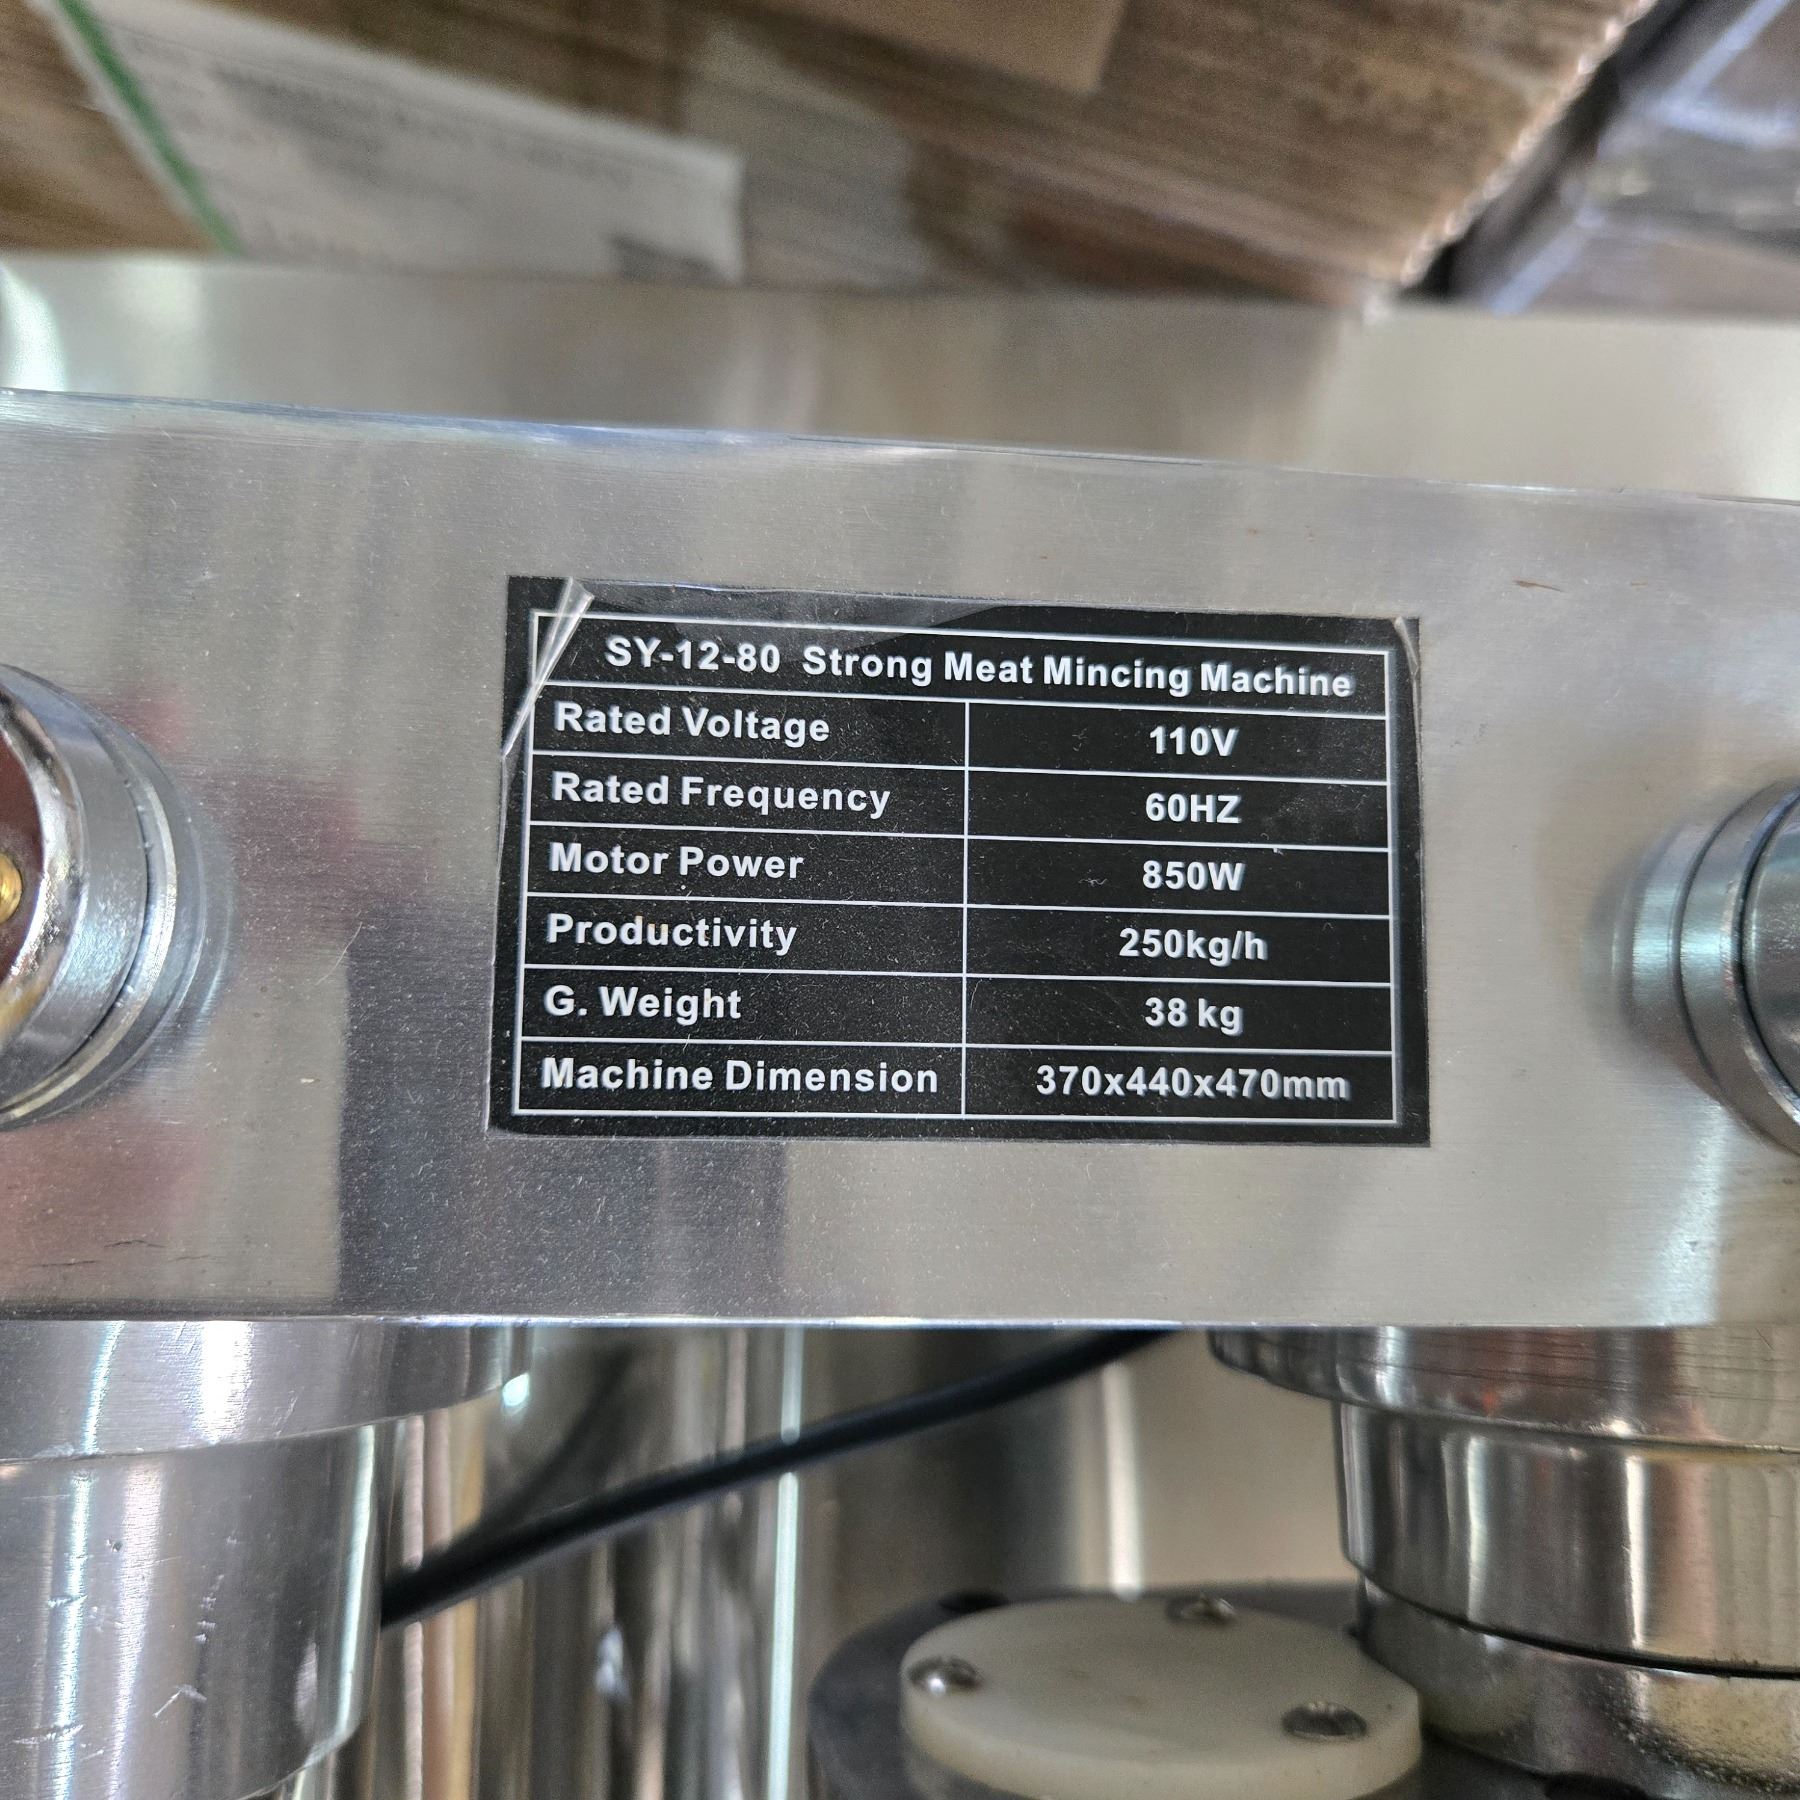 SY-12-80 Strong Meat Mincing Machine
Rated Voltage 110V
Rated Frequency 60HZ
Motor Power 850W
Productivity 250kg/h
G. Weight 38 kg
Machine Dimension 370x440x470mm